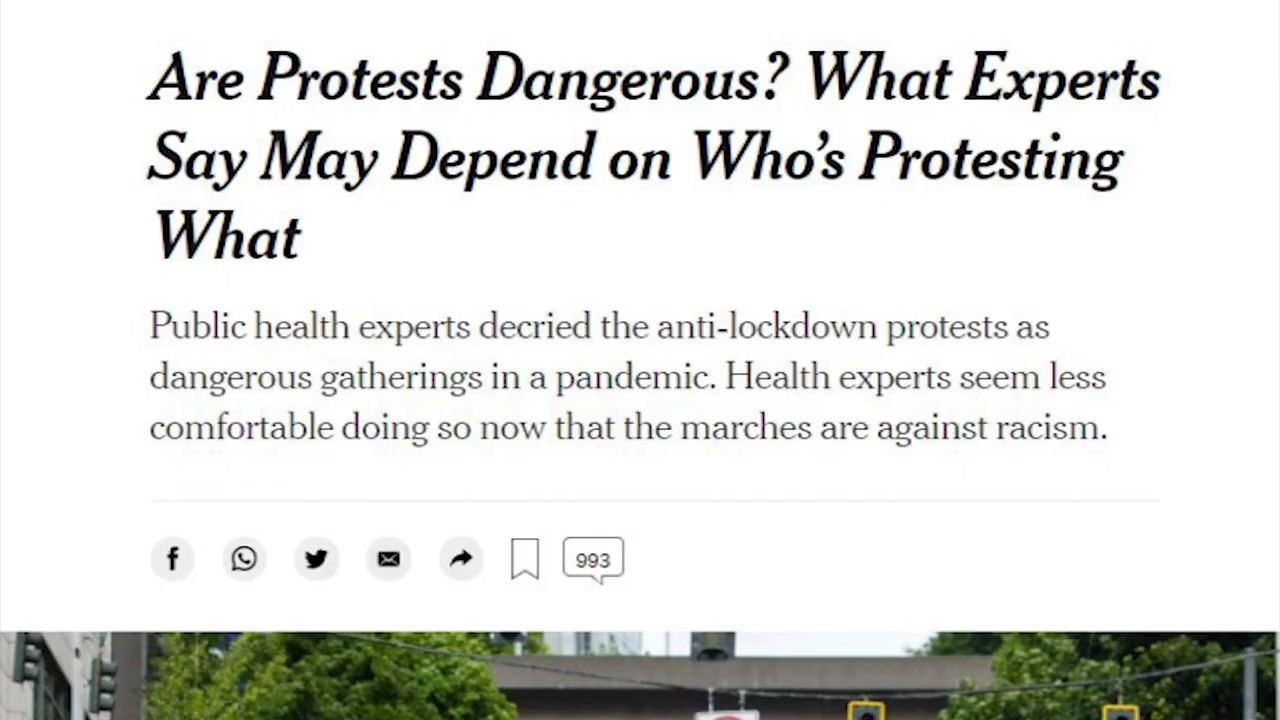 Are Protests Dangerous? What Experts
Say May Depend on Who’s Protesting
What
Public health experts decried the anti-lockdown protests as
dangerous gatherings in a pandemic. Health experts seem less
comfortable doing so now that the marches are against racism.
993